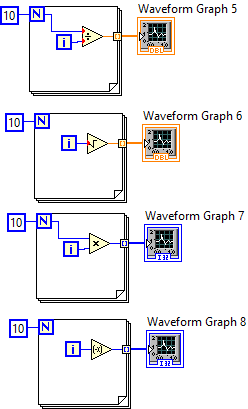 Waveform Graph 5
10 N
i ÷
DBL
Waveform Graph 6
10 N
i √
DBL
Waveform Graph 7
10 N
i ×
I32
Waveform Graph 8
10 N
i (-x)
I32